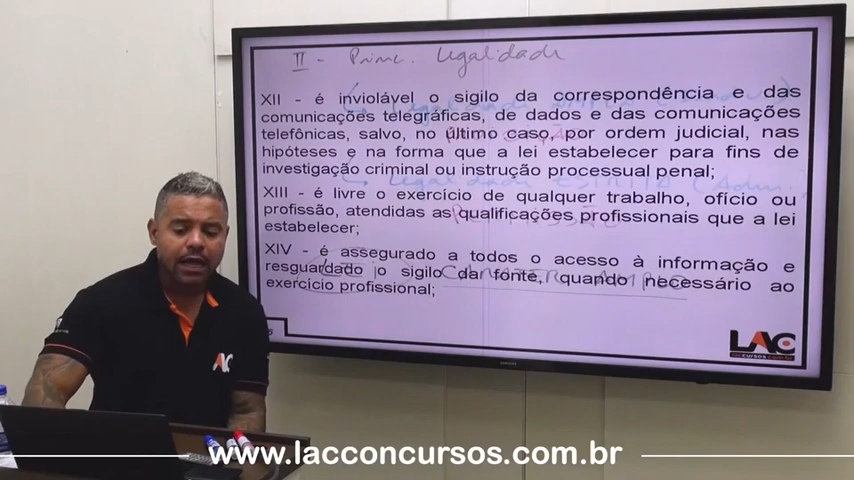 II - Princ. Legalidade
XII - é inviolável o sigilo da correspondência e das
comunicações telegráficas, de dados e das comunicações
telefônicas, salvo, no último caso, por ordem judicial, nas
hipóteses e na forma que a lei estabelecer para fins de
investigação criminal ou instrução processual penal;
XIII - é livre o exercício de qualquer trabalho, ofício ou
profissão, atendidas as qualificações profissionais que a lei
estabelecer;
XIV - é assegurado a todos o acesso à informação e
resguardado o sigilo da fonte, quando necessário ao
exercício profissional;
LAC
www.lacconcursos.com.br